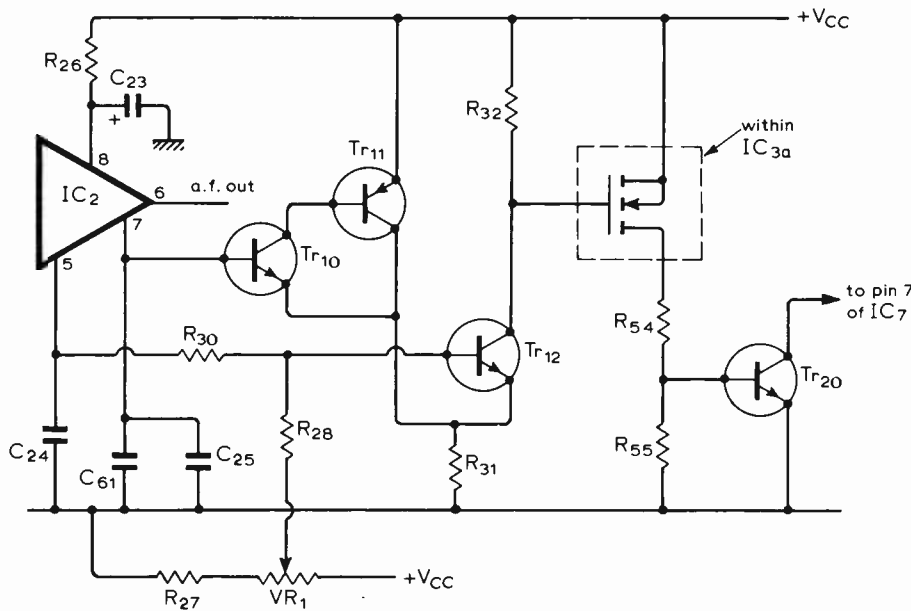 +VCC
R26
C23
+
R32
within
IC3a
Tr11
8
IC2
6
a.f. out
7
5
Tr10
to pin 7
of IC7
R54
R30
Tr12
Tr20
R28
C24
C61
C25
R31
R55
R27
VR1
+VCC